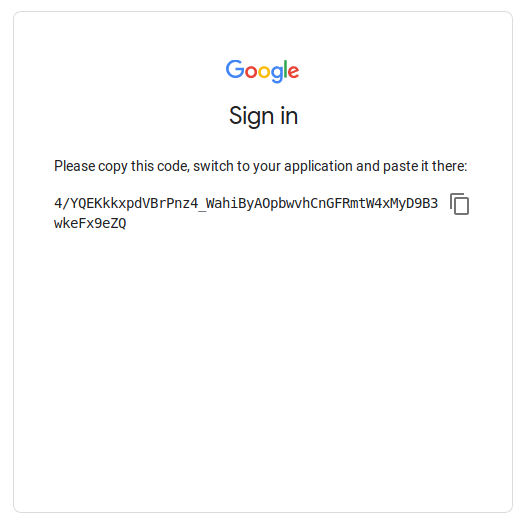 Google
Sign in
Please copy this code, switch to your application and paste it there:
4/YQEKkkxpdVBrPnz4_WahiByAOpbwvhCnGFRmtW4xMyD9B3
wkeFx9eZQ